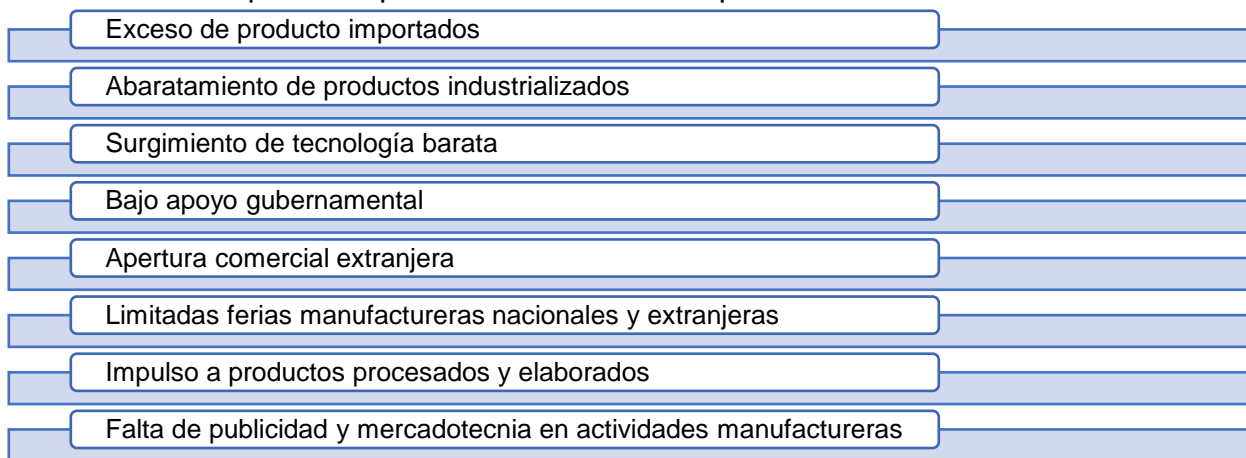 Exceso de producto importados
Abaratamiento de productos industrializados
Surgimiento de tecnología barata
Bajo apoyo gubernamental
Apertura comercial extranjera
Limitadas ferias manufactureras nacionales y extranjeras
Impulso a productos procesados y elaborados
Falta de publicidad y mercadotecnia en actividades manufactureras